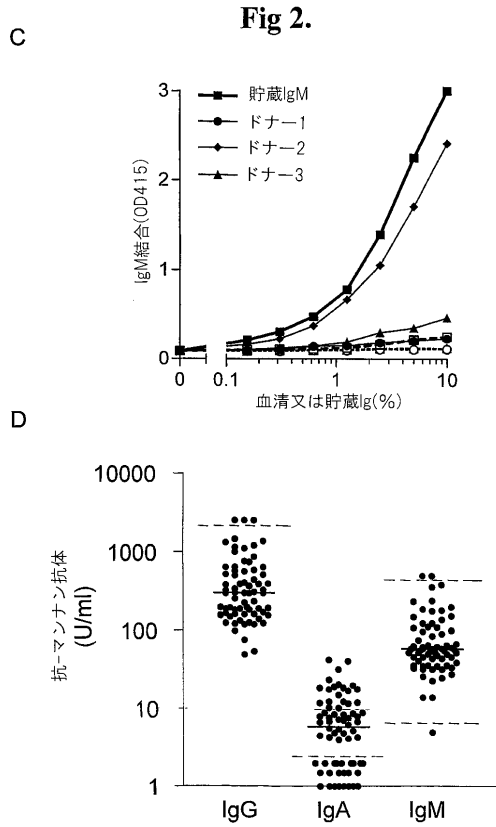 Fig 2.
C
3
2
1
0
貯蔵IgM
ドナー1
ドナー2
ドナー3
IgM結合(OD415)
0
0.1
1
10
血清又は貯蔵Ig(%)
D
10000
1000
100
10
1
抗-マンナン抗体
(U/ml)
IgG
IgA
IgM